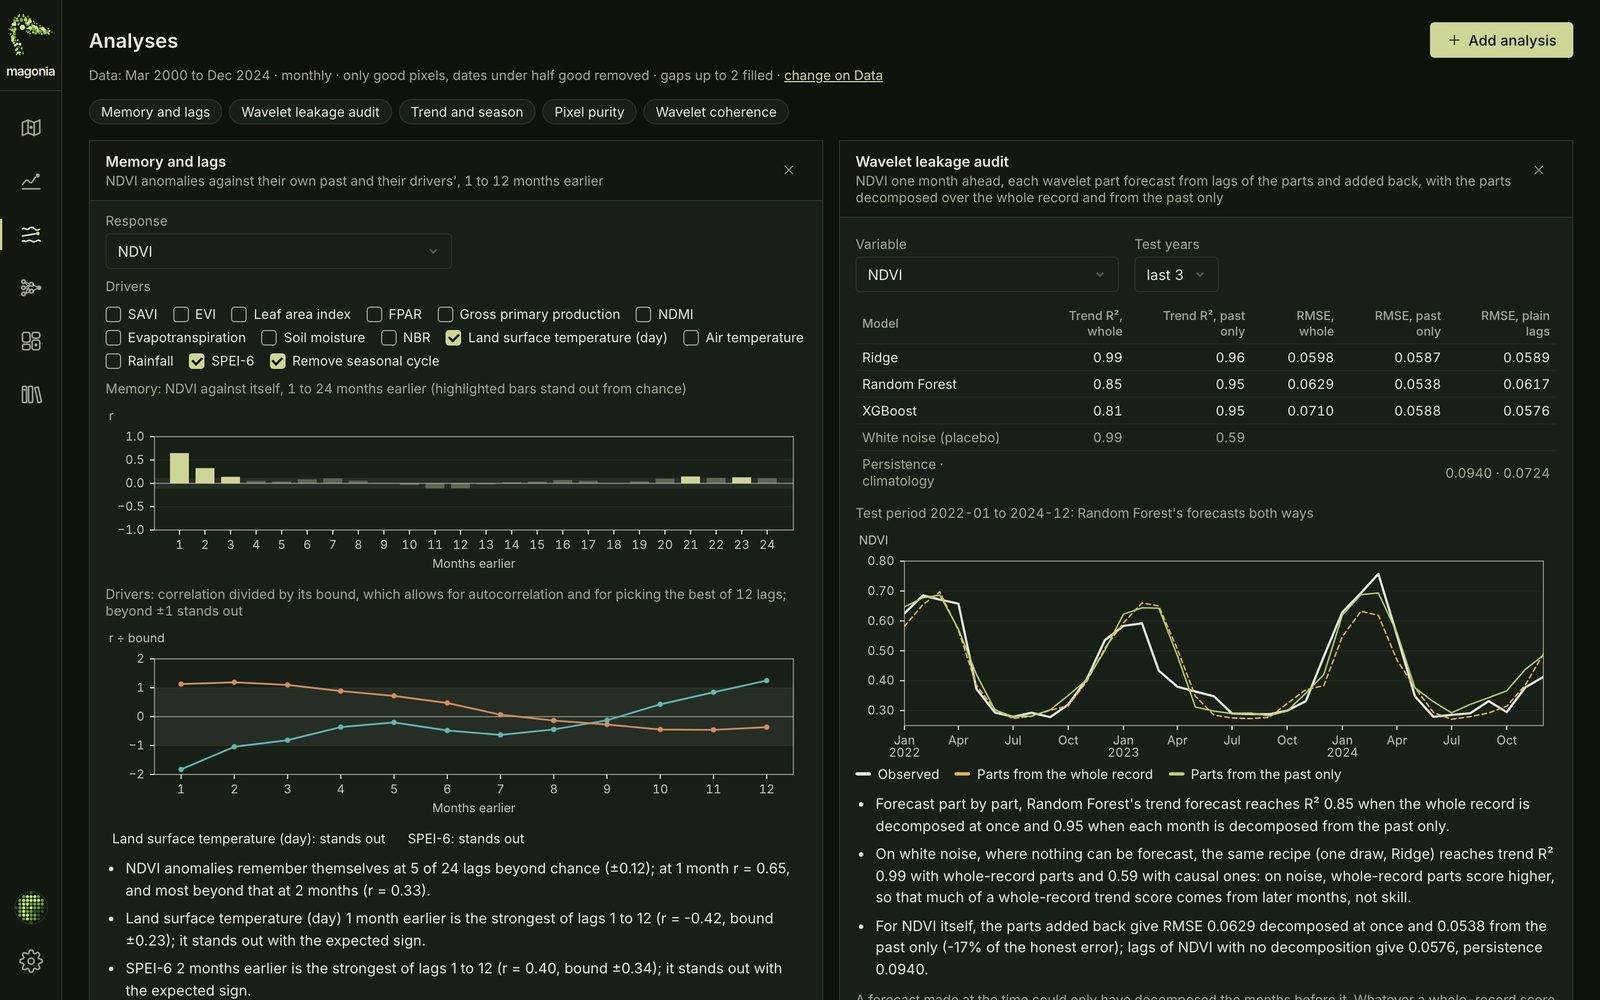 magonia
Analyses
+ Add analysis
Data: Mar 2000 to Dec 2024 · monthly · only good pixels, dates under half good removed · gaps up to 2 filled · change on Data
Memory and lags
Wavelet leakage audit
Trend and season
Pixel purity
Wavelet coherence
Memory and lags
NDVI anomalies against their own past and their drivers', 1 to 12 months earlier
Response
NDVI
Drivers
SAVI EVI Leaf area index FPAR Gross primary production NDMI
Evapotranspiration Soil moisture NBR Land surface temperature (day) Air temperature
Rainfall SPEI-6 Remove seasonal cycle
Memory: NDVI against itself, 1 to 24 months earlier (highlighted bars stand out from chance)
r
1.0
0.5
0.0
−0.5
−1.0
1 2 3 4 5 6 7 8 9 10 11 12 13 14 15 16 17 18 19 20 21 22 23 24
Months earlier
Drivers: correlation divided by its bound, which allows for autocorrelation and for picking the best of 12 lags;
beyond ±1 stands out
r ÷ bound
2
1
0
−1
−2
1 2 3 4 5 6 7 8 9 10 11 12
Months earlier
Land surface temperature (day): stands out SPEI-6: stands out
• NDVI anomalies remember themselves at 5 of 24 lags beyond chance (±0.12); at 1 month r = 0.65,
and most beyond that at 2 months (r = 0.33).
• Land surface temperature (day) 1 month earlier is the strongest of lags 1 to 12 (r = -0.42, bound
±0.23); it stands out with the expected sign.
• SPEI-6 2 months earlier is the strongest of lags 1 to 12 (r = 0.40, bound ±0.34); it stands out with
the expected sign.
Wavelet leakage audit
NDVI one month ahead, each wavelet part forecast from lags of the parts and added back, with the parts
decomposed over the whole record and from the past only
Variable Test years
NDVI last 3
Model Trend R², whole Trend R², past only RMSE, whole RMSE, past only RMSE, plain lags
Ridge 0.99 0.96 0.0598 0.0587 0.0589
Random Forest 0.85 0.95 0.0629 0.0538 0.0617
XGBoost 0.81 0.95 0.0710 0.0588 0.0576
White noise (placebo) 0.99 0.59
Persistence · climatology 0.0940 · 0.0724
Test period 2022-01 to 2024-12: Random Forest's forecasts both ways
NDVI
0.80
0.70
0.60
0.50
0.40
0.30
Jan Apr Jul Oct Jan Apr Jul Oct Jan Apr Jul Oct
2022 2023 2024
Observed Parts from the whole record Parts from the past only
• Forecast part by part, Random Forest's trend forecast reaches R² 0.85 when the whole record is
decomposed at once and 0.95 when each month is decomposed from the past only.
• On white noise, where nothing can be forecast, the same recipe (one draw, Ridge) reaches trend R²
0.99 with whole-record parts and 0.59 with causal ones: on noise, whole-record parts score higher,
so that much of a whole-record trend score comes from later months, not skill.
• For NDVI itself, the parts added back give RMSE 0.0629 decomposed at once and 0.0538 from the
past only (-17% of the honest error); lags of NDVI with no decomposition give 0.0576, persistence
0.0940.
A forecast made at the time could only have decomposed the months before it. Whatever a whole-record score